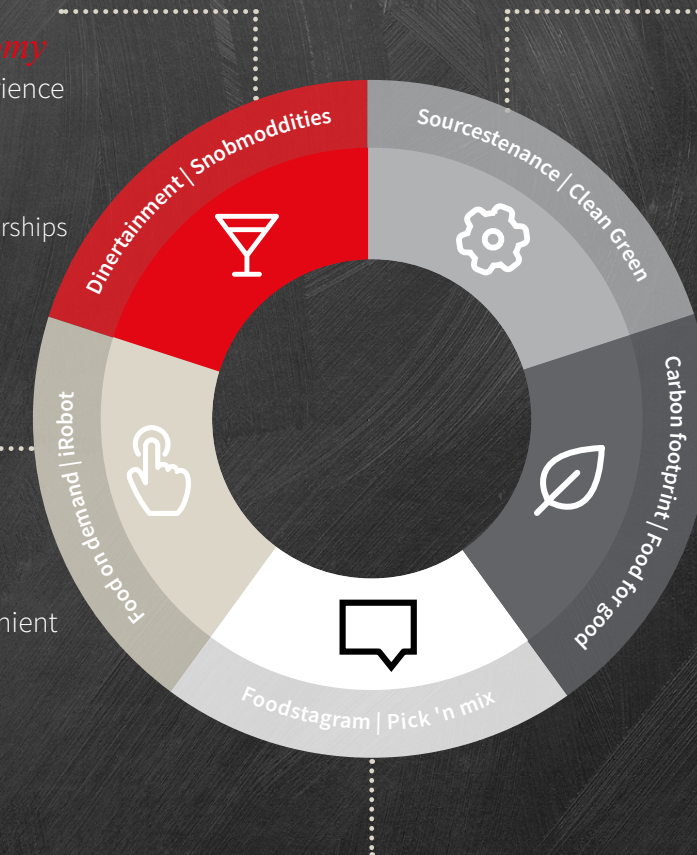 ience
rships
nient
Dinertainment | Snobmoddities
Sourcestenance | Clean Green
Carbon footprint | Food for good
Foodstagram | Pick 'n mix
Food on demand | iRobot